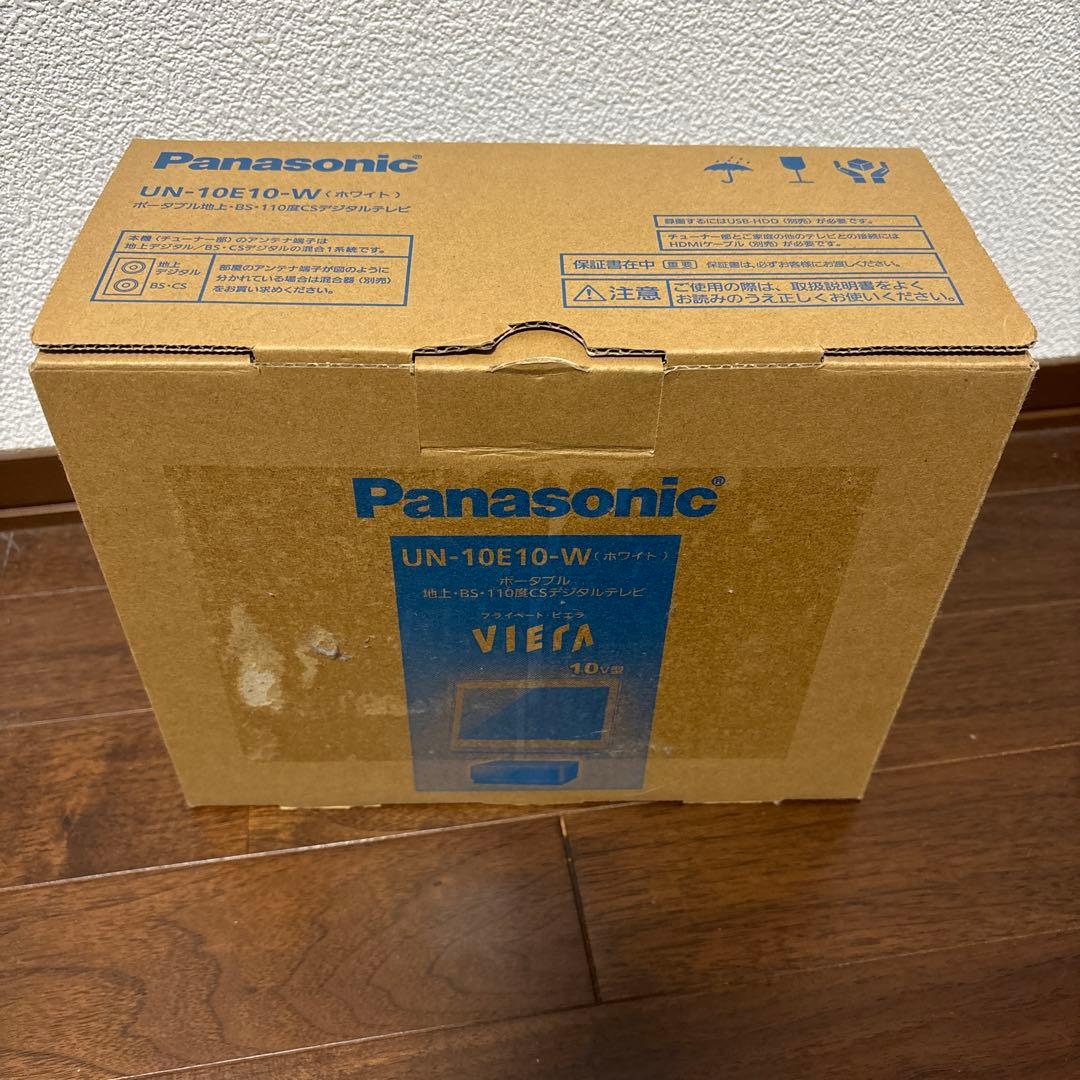 Panasonic®
UN-10E10-W（ホワイト）
ポータブル地上・BS・110度CSデジタルテレビ
本機（チューナー部）のアンテナ端子は
地上デジタル/BS・CSデジタルの混合1系統です。
地上
デジタル
BS・CS
部屋のアンテナ端子が図のように
分かれている場合は混合器（別売）
をお買い求めください。
録画するにはUSB-HDD（別売）が必要です。
チューナー部とご家庭の他のテレビとの接続には
HDMIケーブル（別売）が必要です。
保証書在中 重要 保証書は、必ずお客様にお渡しください。
注意 ご使用の際は、取扱説明書をよく
お読みのうえ正しくお使いください。
Panasonic®
UN-10E10-W（ホワイト）
ポータブル
地上・BS・110度CSデジタルテレビ
プライベート・ビエラ
VIErA
10V型